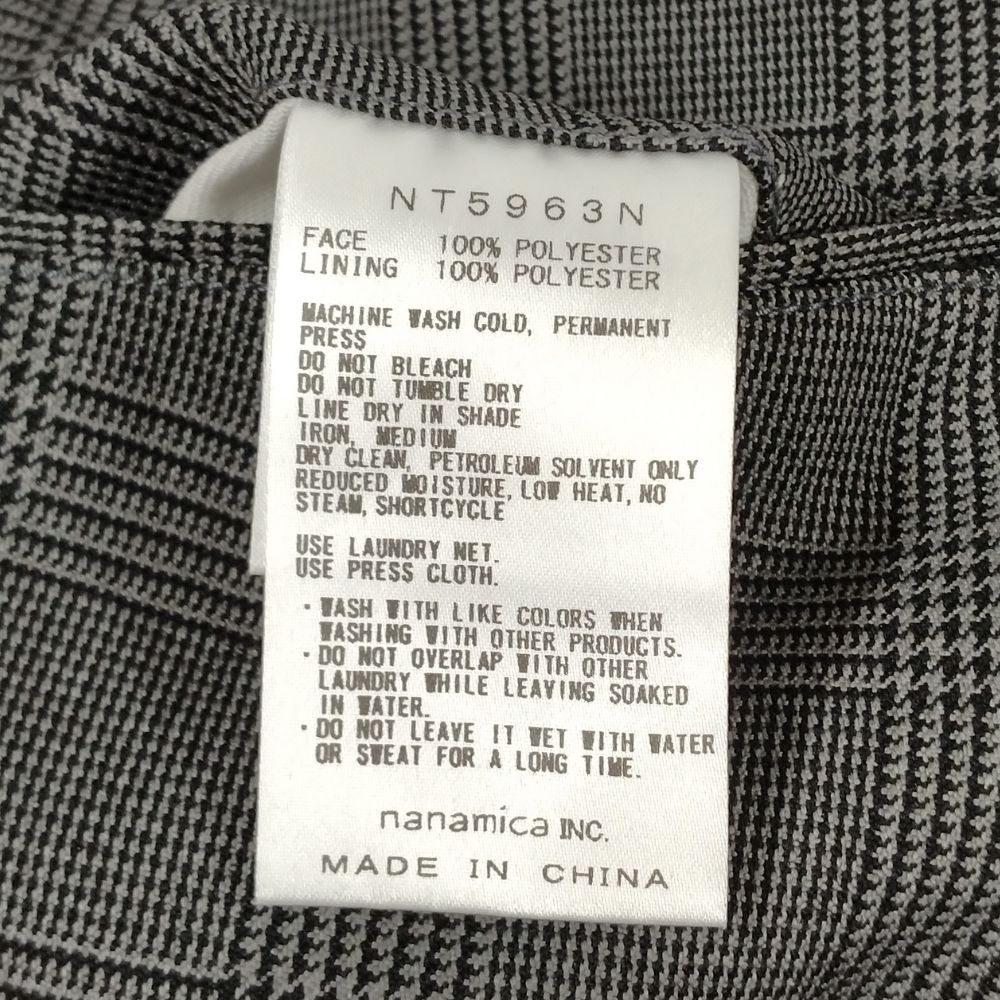 NT5963N
FACE 100% POLYESTER
LINING 100% POLYESTER
MACHINE WASH COLD, PERMANENT
PRESS
DO NOT BLEACH
DO NOT TUMBLE DRY
LINE DRY IN SHADE
IRON, MEDIUM
DRY CLEAN, PETROLEUM SOLVENT ONLY
REDUCED MOISTURE, LOW HEAT, NO
STEAM, SHORTCYCLE
USE LAUNDRY NET.
USE PRESS CLOTH.
・WASH WITH LIKE COLORS WHEN
WASHING WITH OTHER PRODUCTS.
・DO NOT OVERLAP WITH OTHER
LAUNDRY WHILE LEAVING SOAKED
IN WATER.
・DO NOT LEAVE IT WET WITH WATER
OR SWEAT FOR A LONG TIME.
nanamica INC.
MADE IN CHINA